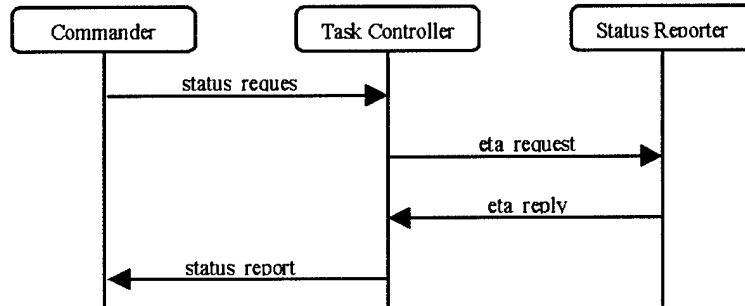 Commander
Task Controller
Status Reporter
status reques
eta request
eta reply
status report